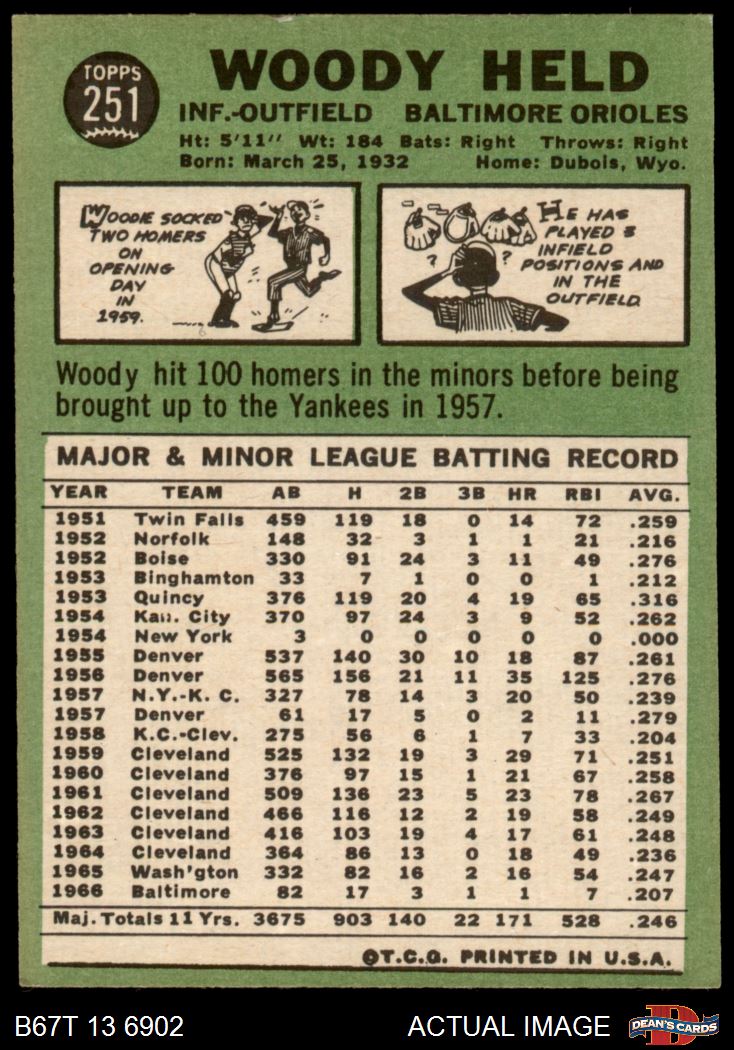 TOPPS
251
WOODY HELD
INF.-OUTFIELD BALTIMORE ORIOLES
Ht: 5'11" Wt: 184 Bats: Right Throws: Right
Born: March 25, 1932 Home: Dubois, Wyo.
WOODIE SOCKED
TWO HOMERS
ON
OPENING
DAY
IN
1959.
HE HAS
PLAYED 3
INFIELD
POSITIONS AND
IN THE
OUTFIELD.
? ?
Woody hit 100 homers in the minors before being
brought up to the Yankees in 1957.
MAJOR & MINOR LEAGUE BATTING RECORD
YEAR TEAM AB H 2B 3B HR RBI AVG.
1951 Twin Falls 459 119 18 0 14 72 .259
1952 Norfolk 148 32 3 1 1 21 .216
1952 Boise 330 91 24 3 11 49 .276
1953 Binghamton 33 7 1 0 0 1 .212
1953 Quincy 376 119 20 4 19 65 .316
1954 Kan. City 370 97 24 3 9 52 .262
1954 New York 3 0 0 0 0 0 .000
1955 Denver 537 140 30 10 18 87 .261
1956 Denver 565 156 21 11 35 125 .276
1957 N.Y.-K. C. 327 78 14 3 20 50 .239
1957 Denver 61 17 5 0 2 11 .279
1958 K.C.-Clev. 275 56 6 1 7 33 .204
1959 Cleveland 525 132 19 3 29 71 .251
1960 Cleveland 376 97 15 1 21 67 .258
1961 Cleveland 509 136 23 5 23 78 .267
1962 Cleveland 466 116 12 2 19 58 .249
1963 Cleveland 416 103 19 4 17 61 .248
1964 Cleveland 364 86 13 0 18 49 .236
1965 Wash'gton 332 82 16 2 16 54 .247
1966 Baltimore 82 17 3 1 1 7 .207
Maj. Totals 11 Yrs. 3675 903 140 22 171 528 .246
©T.C.G. PRINTED IN U.S.A.
B67T 13 6902 ACTUAL IMAGE D DEAN'S CARDS